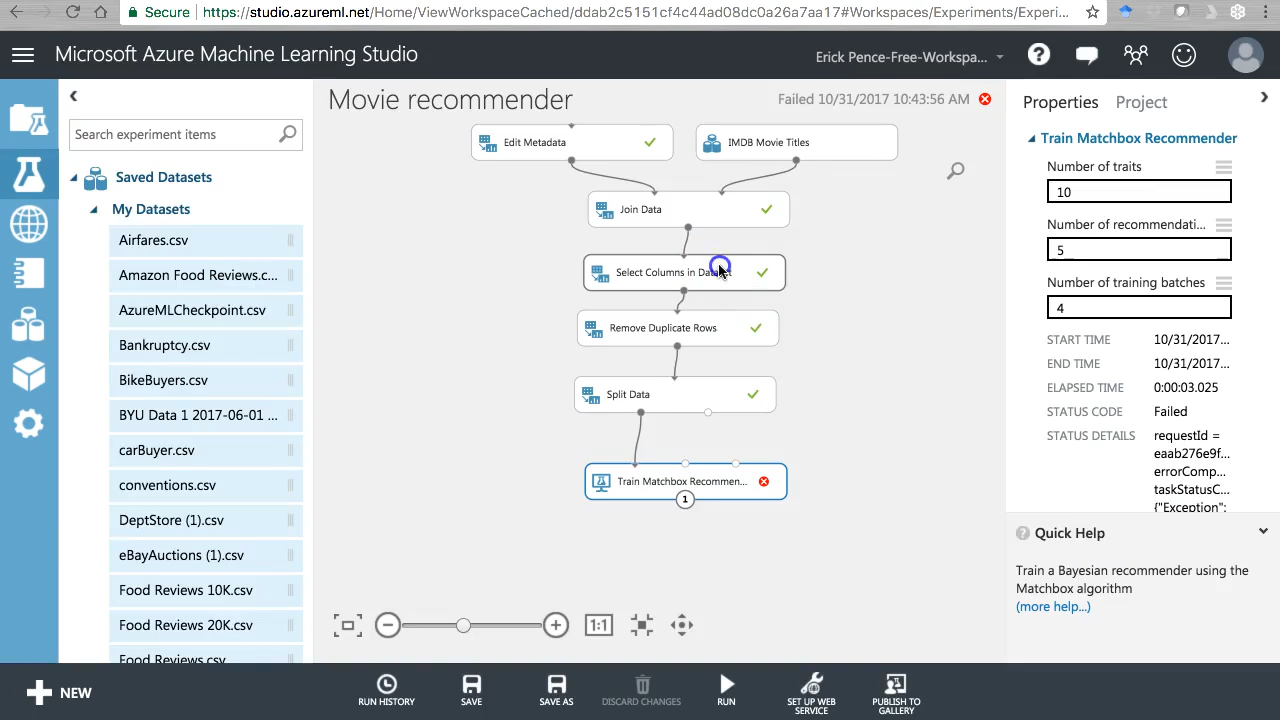 Secure
https://studio.azureml.net/Home/ViewWorkspaceCached/ddab2c5151cf4c44ad08dc0a26a7aa17#Workspaces/Experiments/Experi...
Microsoft Azure Machine Learning Studio
Erick Pence-Free-Workspa...
Search experiment items
Saved Datasets
My Datasets
Airfares.csv
Amazon Food Reviews.c...
AzureMLCheckpoint.csv
Bankruptcy.csv
BikeBuyers.csv
BYU Data 1 2017-06-01 ...
carBuyer.csv
conventions.csv
DeptStore (1).csv
eBayAuctions (1).csv
Food Reviews 10K.csv
Food Reviews 20K.csv
Food Reviews.csv
Movie recommender
Failed 10/31/2017 10:43:56 AM
Edit Metadata
IMDB Movie Titles
Join Data
Select Columns in Dataset
Remove Duplicate Rows
Split Data
Train Matchbox Recommen...
1
1:1
Properties
Project
Train Matchbox Recommender
Number of traits
10
Number of recommendati...
5
Number of training batches
4
START TIME 10/31/2017...
END TIME 10/31/2017...
ELAPSED TIME 0:00:03.025
STATUS CODE Failed
STATUS DETAILS requestId =
eaab276e9f...
errorComp...
taskStatusC...
{"Exception":
Quick Help
Train a Bayesian recommender using the
Matchbox algorithm
(more help...)
NEW
RUN HISTORY
SAVE
SAVE AS
DISCARD CHANGES
RUN
SET UP WEB
SERVICE
PUBLISH TO
GALLERY